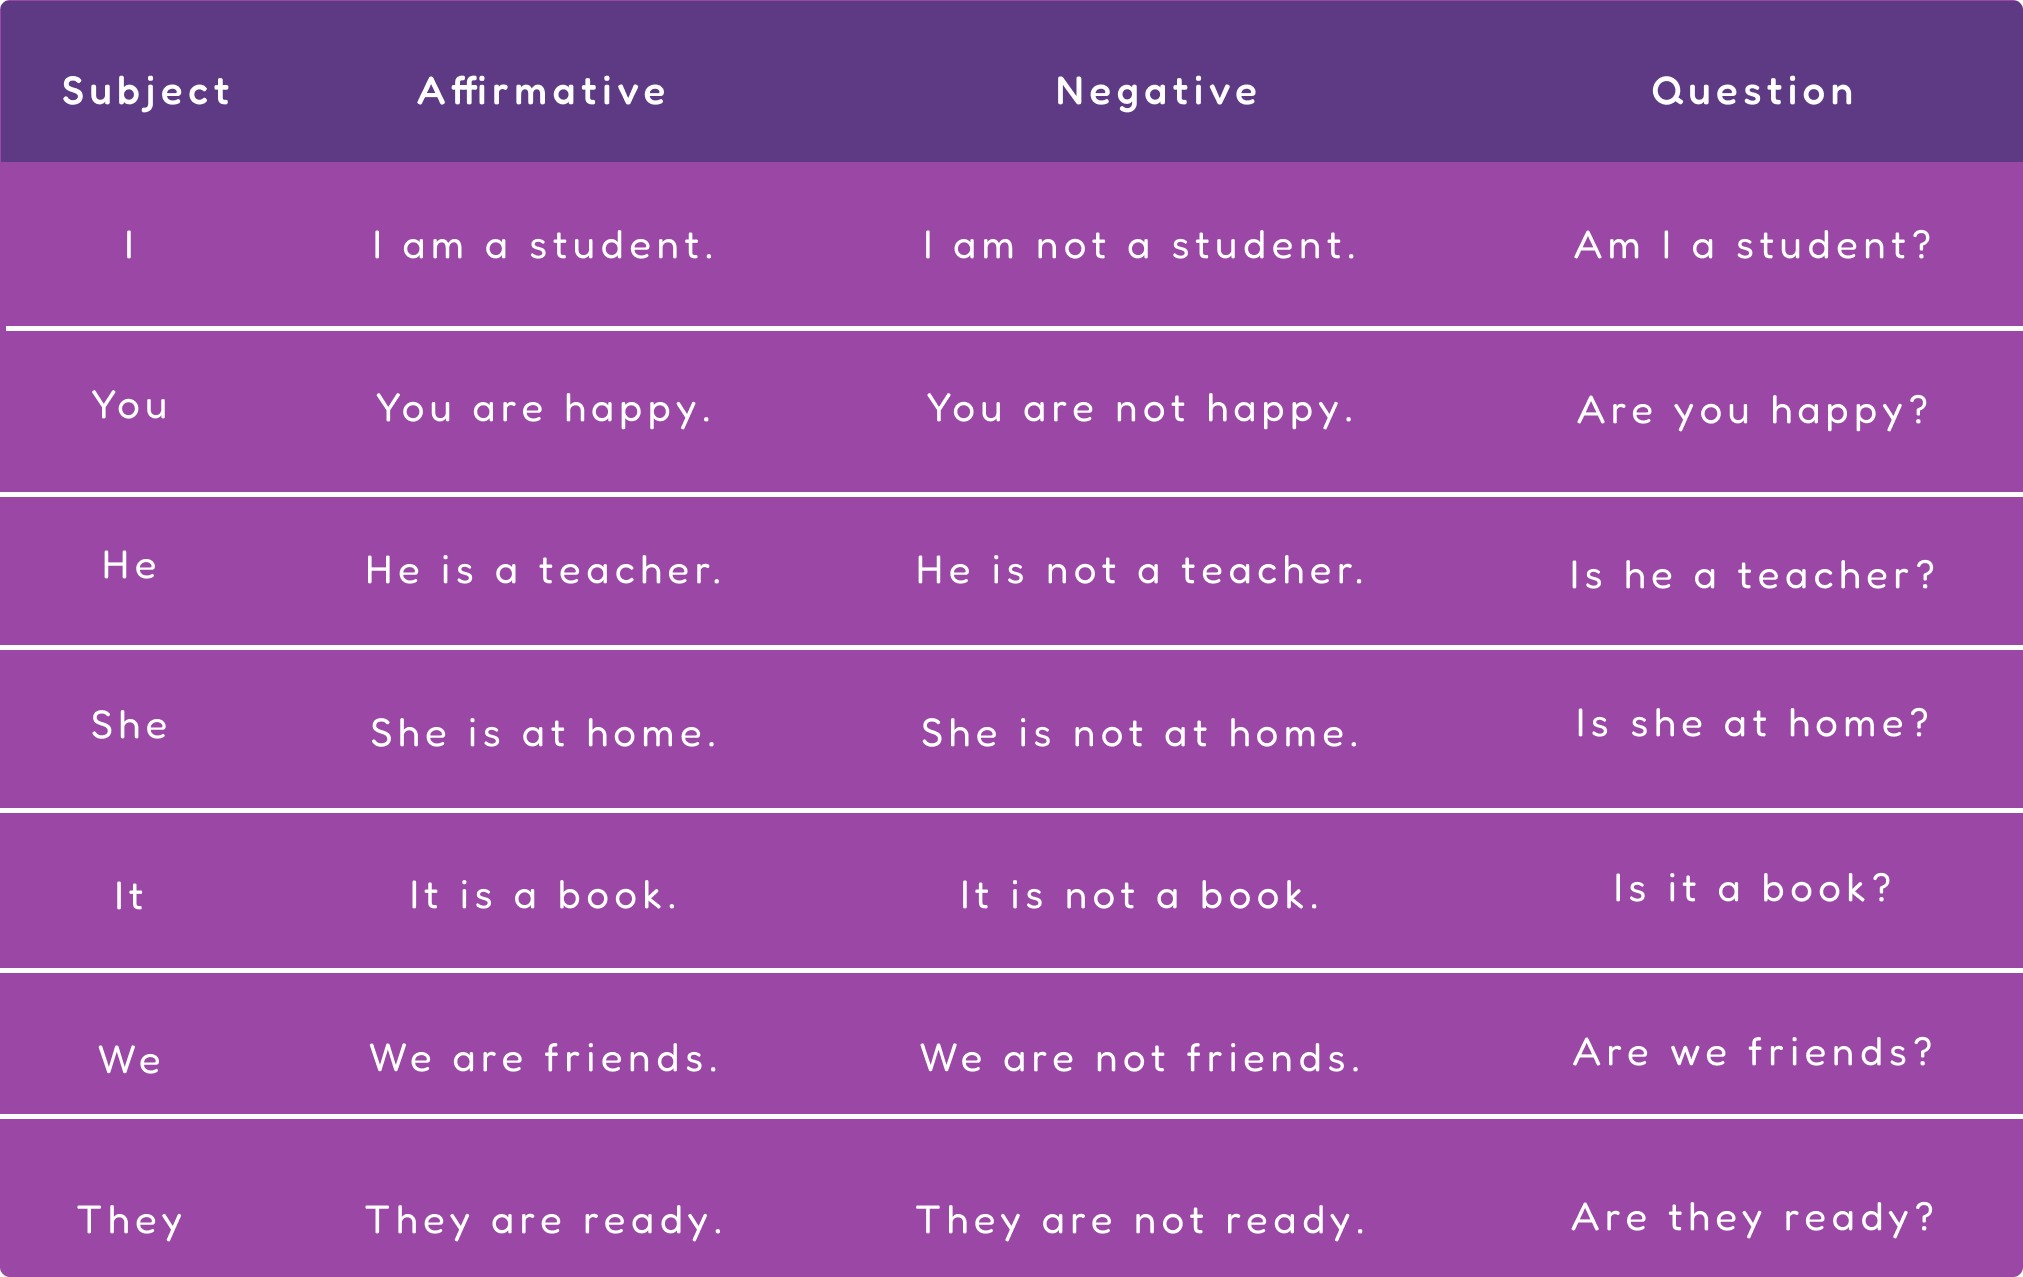 Subject Affirmative Negative Question
I I am a student. I am not a student. Am I a student?
You You are happy. You are not happy. Are you happy?
He He is a teacher. He is not a teacher. Is he a teacher?
She She is at home. She is not at home. Is she at home?
It It is a book. It is not a book. Is it a book?
We We are friends. We are not friends. Are we friends?
They They are ready. They are not ready. Are they ready?